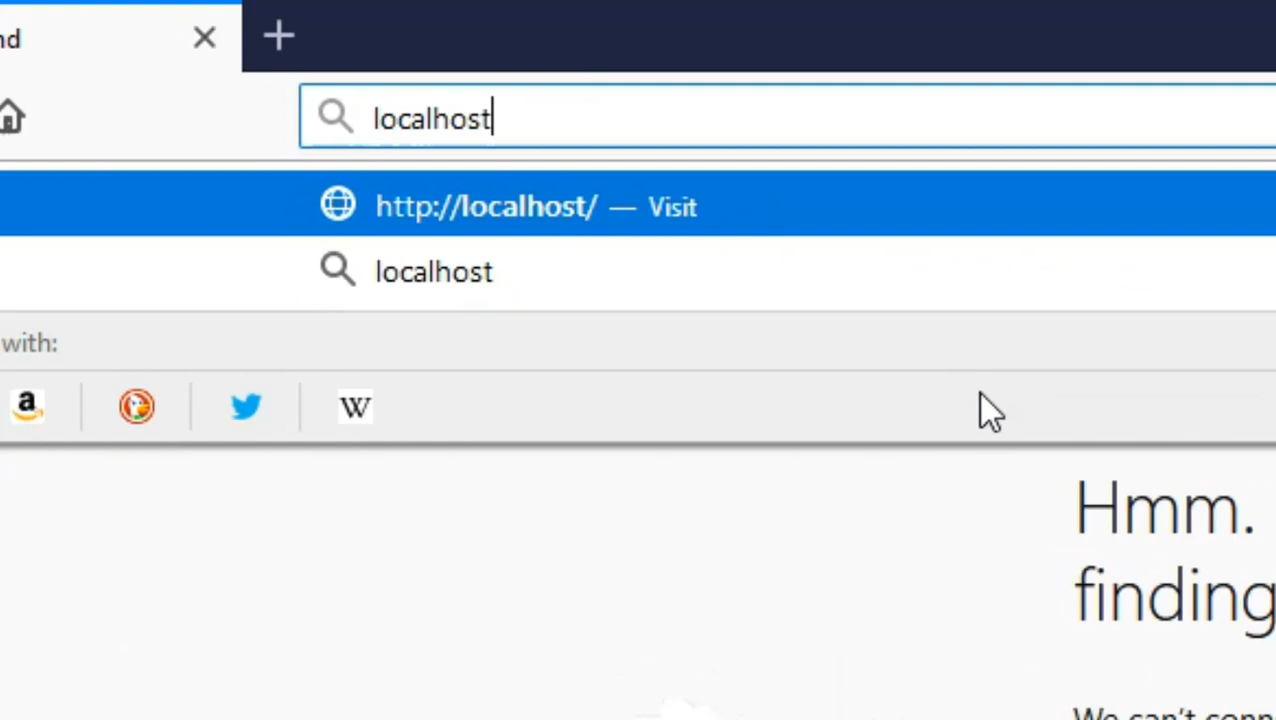 nd
localhost
http://localhost/ — Visit
localhost
with:
a
W
Hmm.
finding
We can't conn